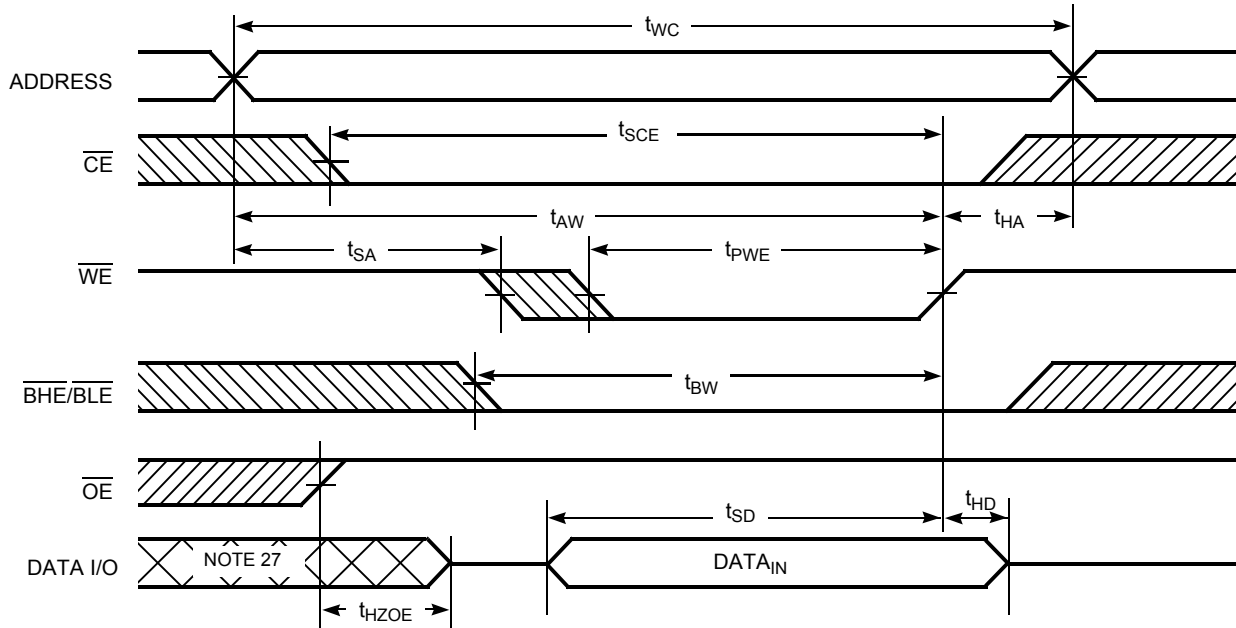 tWC
ADDRESS
tSCE
CE
tAW
tHA
tSA
tPWE
WE
BHE/BLE
tBW
OE
tSD
tHD
DATA I/O
NOTE 27
DATAIN
tHZOE